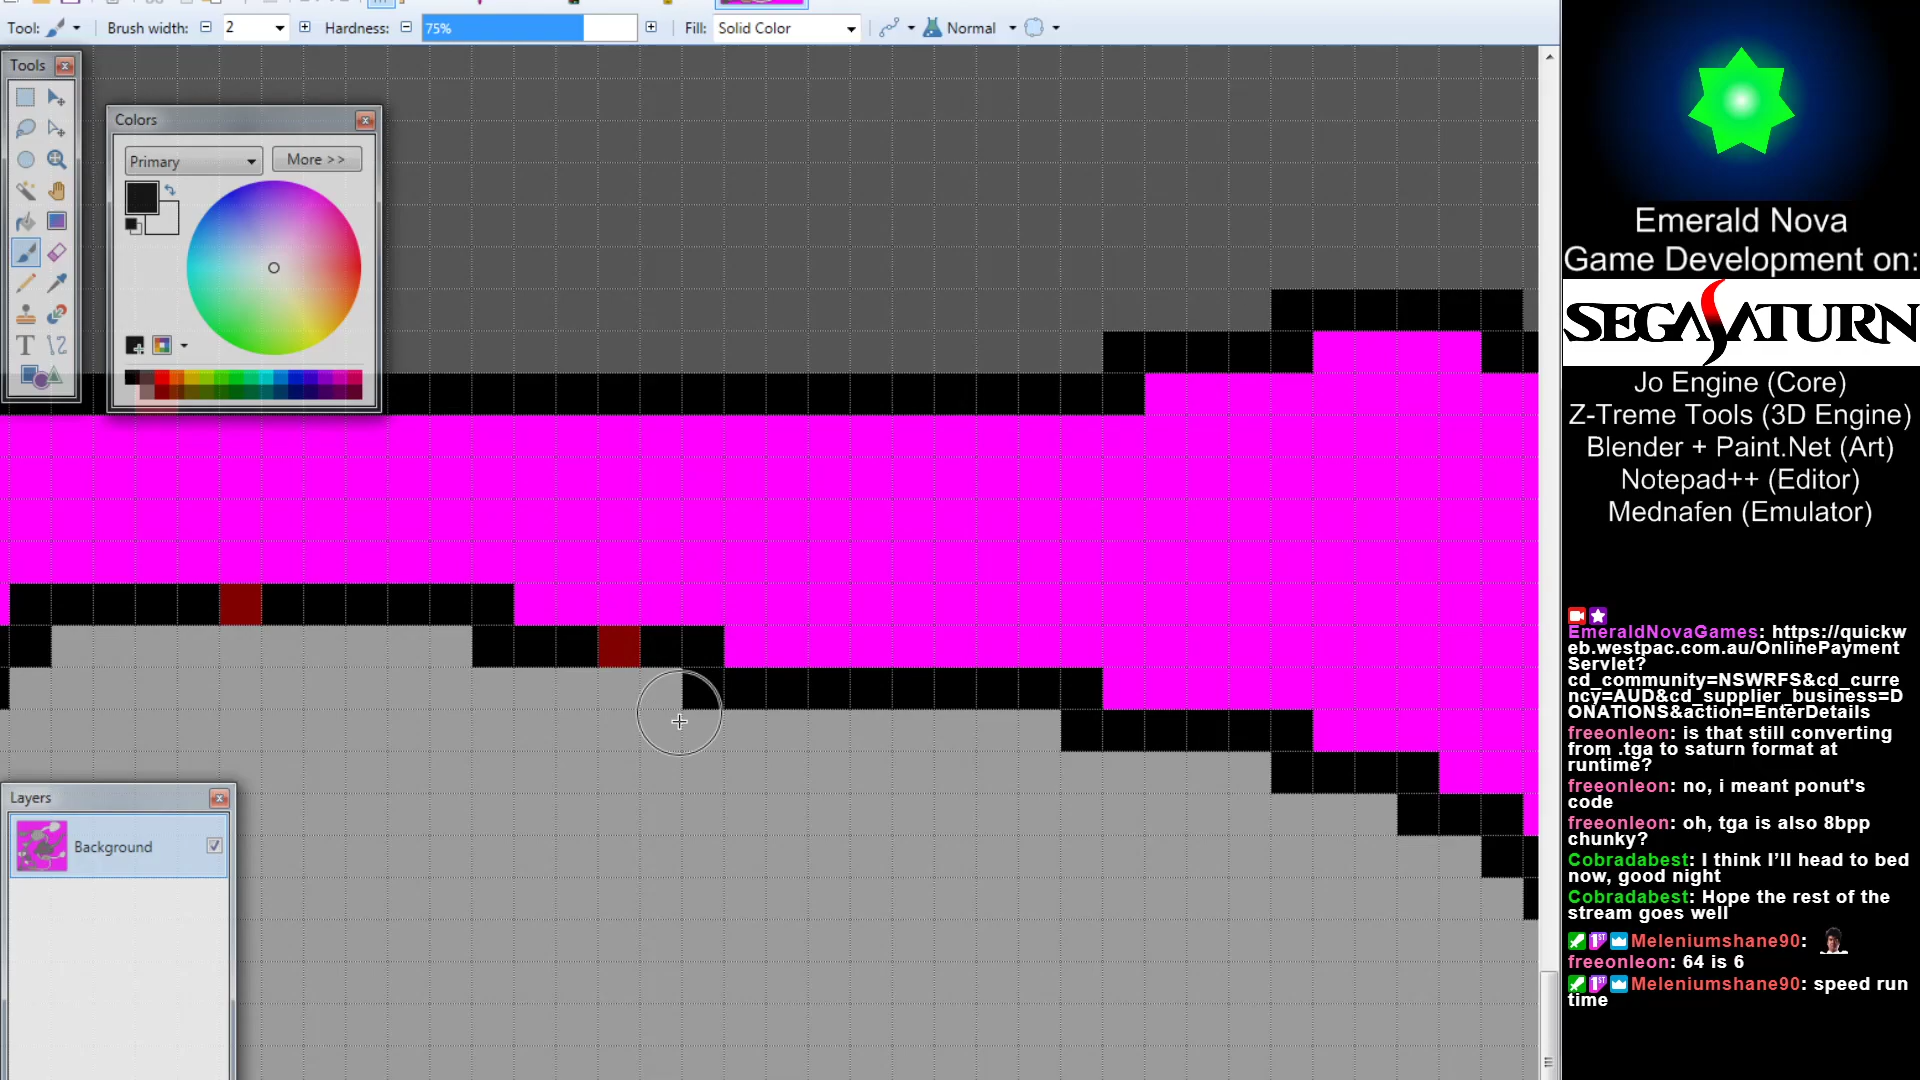 Tool:
Brush width:
2
Hardness:
75%
Fill:
Solid Color
Normal
Tools
Colors
Primary
More >>
Layers
Background
Emerald Nova
Game Development on:
SEGA SATURN
Jo Engine (Core)
Z-Treme Tools (3D Engine)
Blender + Paint.Net (Art)
Notepad++ (Editor)
Mednafen (Emulator)
EmeraldNovaGames: https://quickw
eb.westpac.com.au/OnlinePayment
Servlet?
cd_community=NSWRFS&cd_curre
ncy=AUD&cd_supplier_business=D
ONATIONS&action=EnterDetails
freeonleon: is that still converting
from .tga to saturn format at
runtime?
freeonleon: no, i meant ponut's
code
freeonleon: oh, tga is also 8bpp
chunky?
Cobradabest: I think I'll head to bed
now, good night
Cobradabest: Hope the rest of the
stream goes well
1ST Meleniumshane90:
freeonleon: 64 is 6
1ST Meleniumshane90: speed run
time